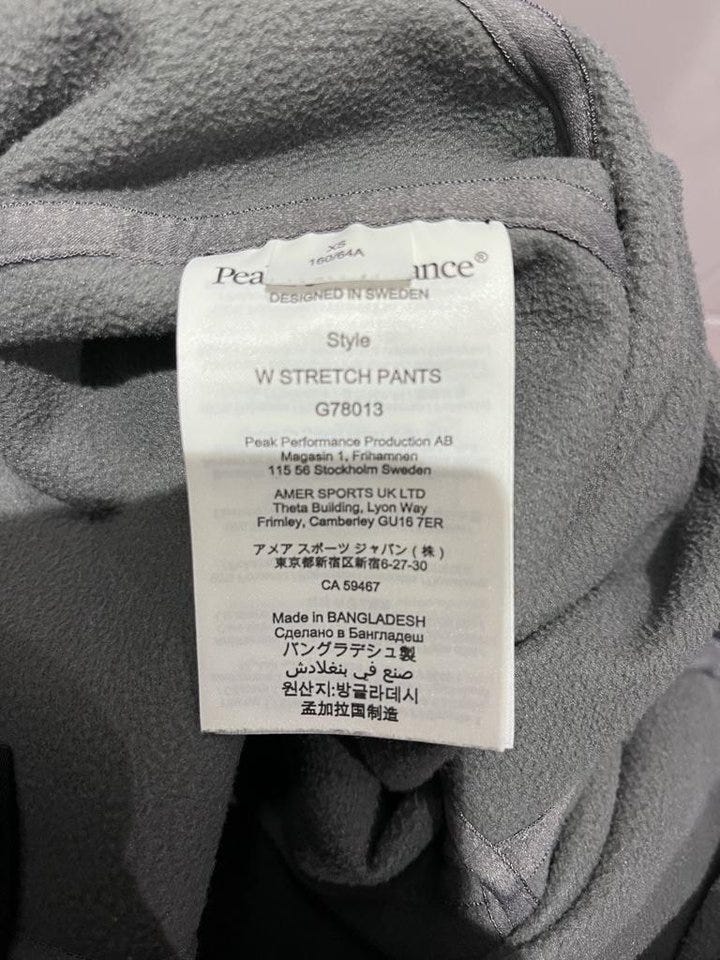 XS
160/64A
Pea ance®
DESIGNED IN SWEDEN
Style
W STRETCH PANTS
G78013
Peak Performance Production AB
Magasin 1, Frihamnen
115 56 Stockholm Sweden
AMER SPORTS UK LTD
Theta Building, Lyon Way
Frimley, Camberley GU16 7ER
アメア スポーツ ジャパン ( 株 )
東京都新宿区新宿6-27-30
CA 59467
Made in BANGLADESH
Сделано в Бангладеш
バングラデシュ製
صنع في بنغلادش
원산지:방글라데시
孟加拉国制造